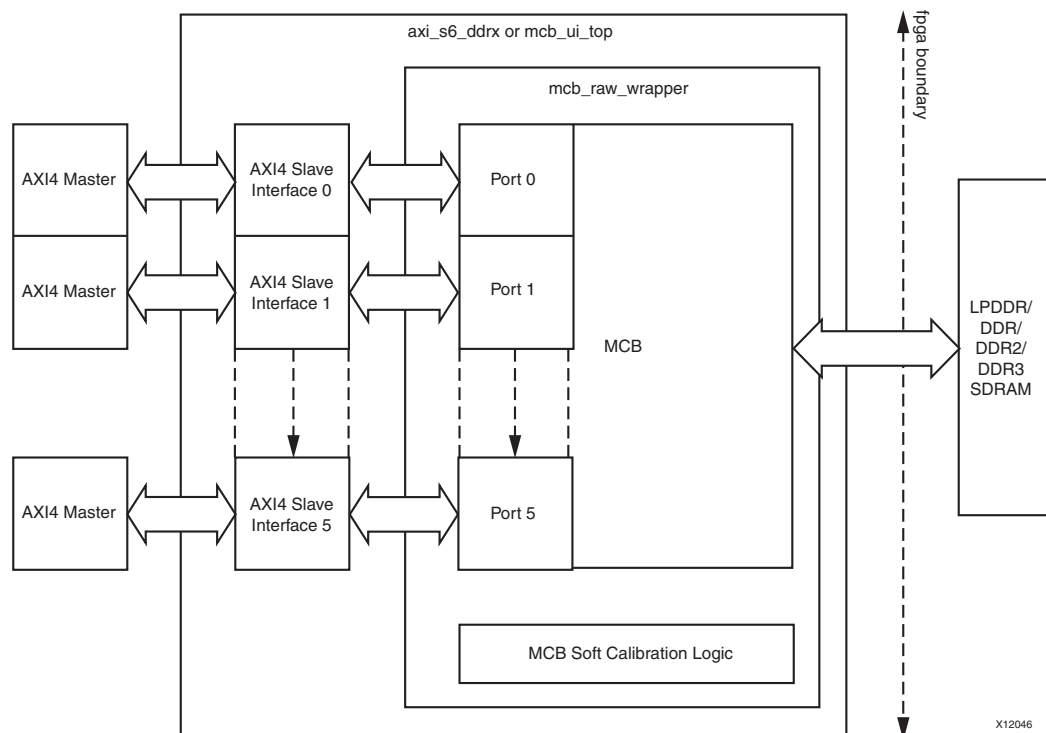 axi_s6_ddrx or mcb_ui_top
fpga boundary
mcb_raw_wrapper
AXI4 Master
AXI4 Slave
Interface 0
Port 0
AXI4 Master
AXI4 Slave
Interface 1
Port 1
MCB
LPDDR/
DDR/
DDR2/
DDR3
SDRAM
AXI4 Master
AXI4 Slave
Interface 5
Port 5
MCB Soft Calibration Logic
X12046